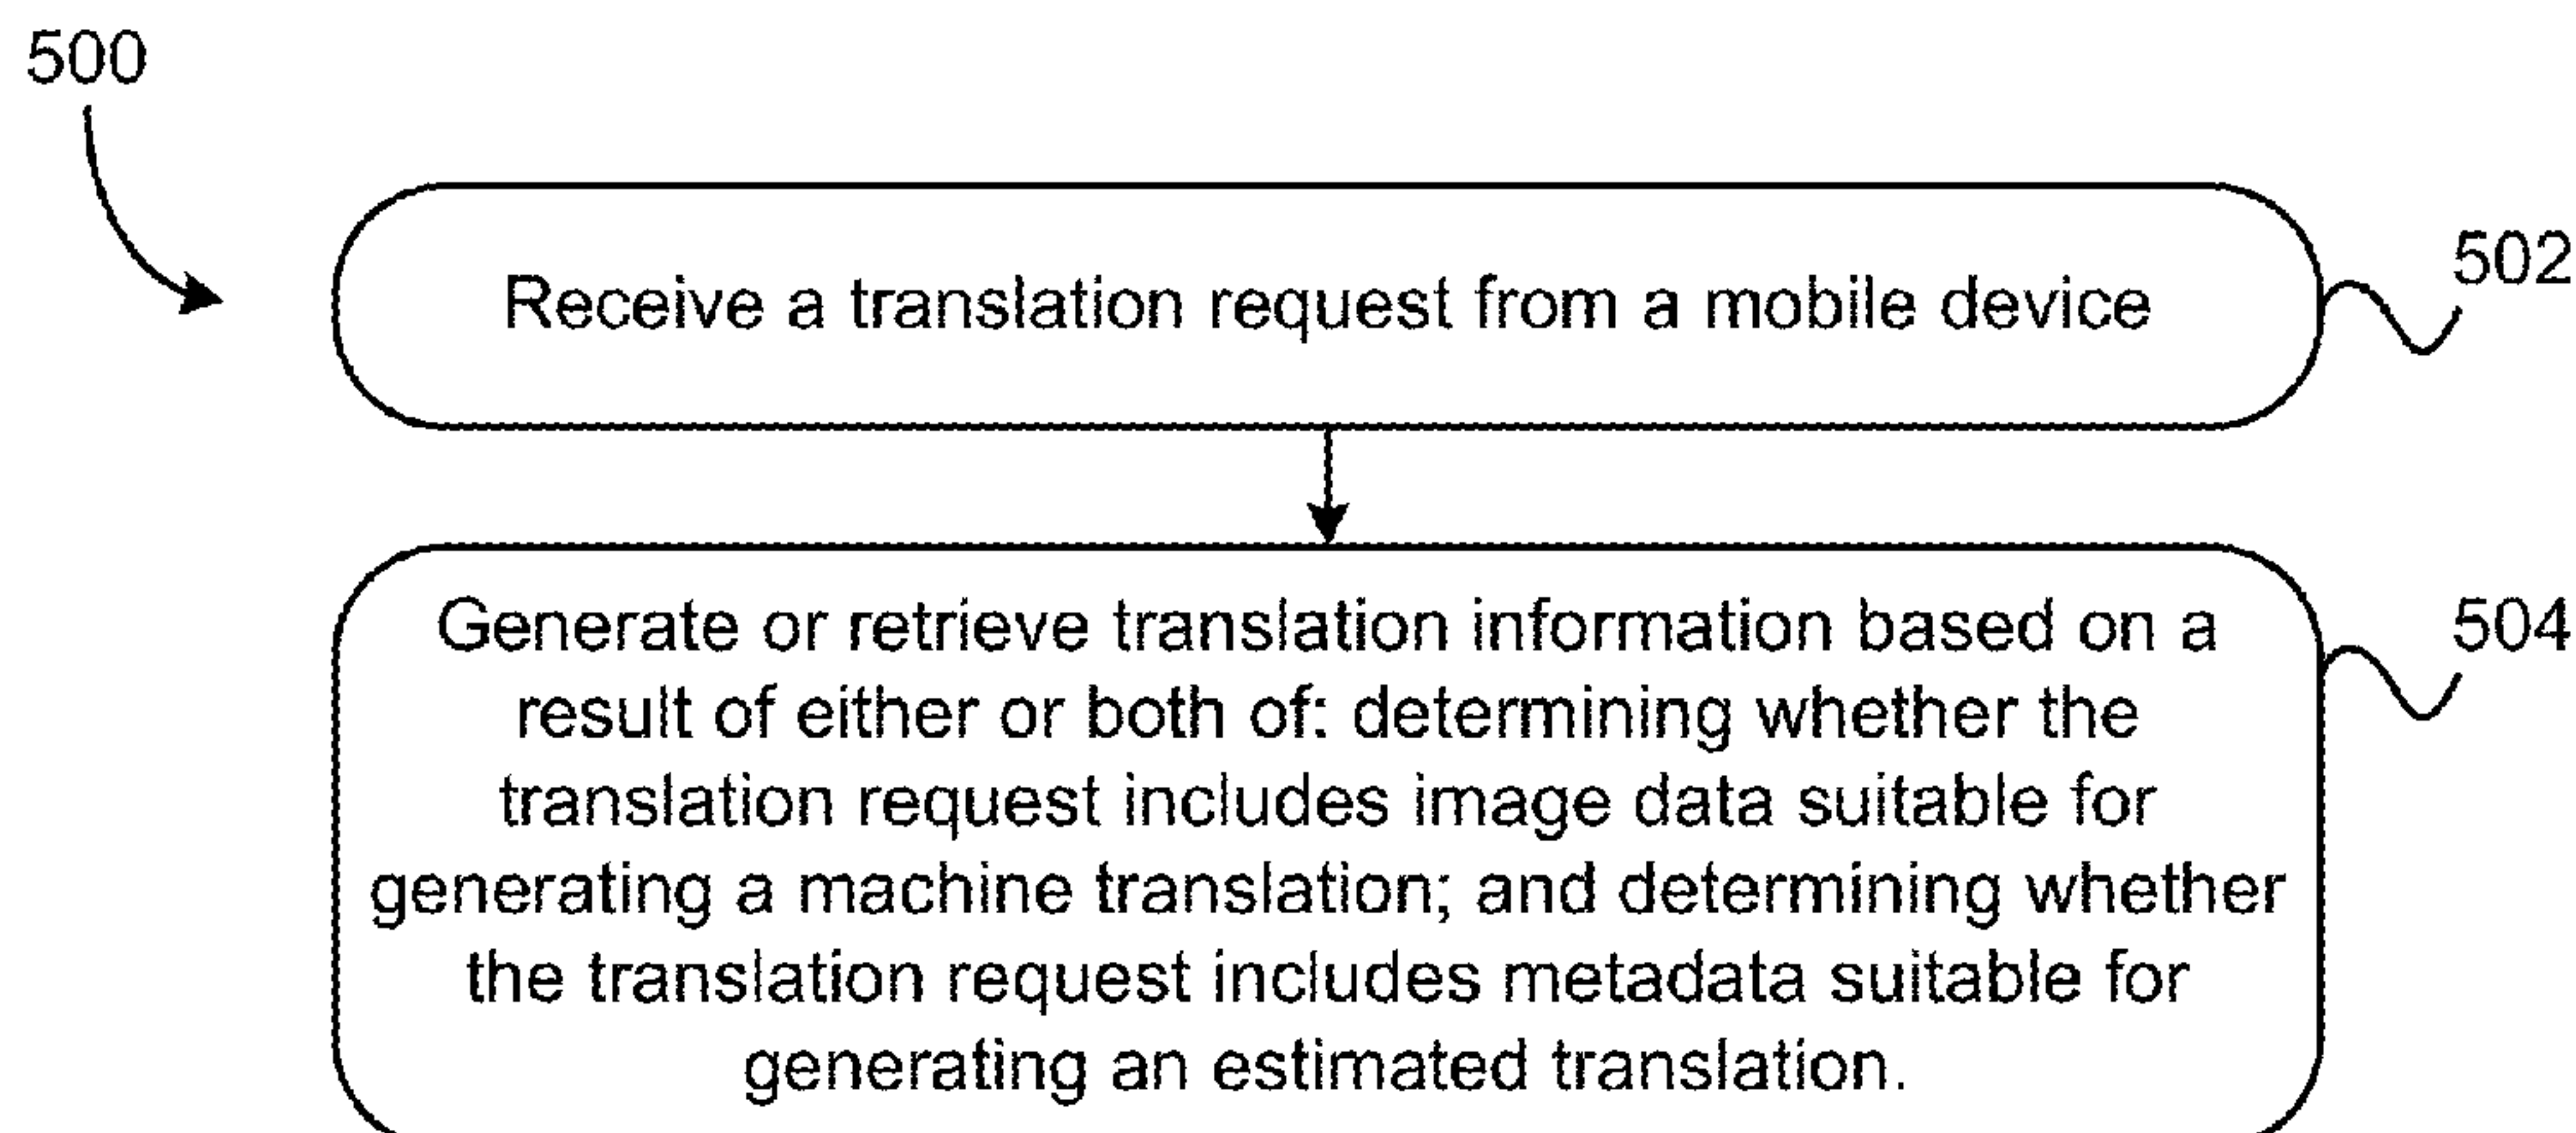 500
Receive a translation request from a mobile device
502
Generate or retrieve translation information based on a
result of either or both of: determining whether the
translation request includes image data suitable for
generating a machine translation; and determining whether
the translation request includes metadata suitable for
generating an estimated translation.
504